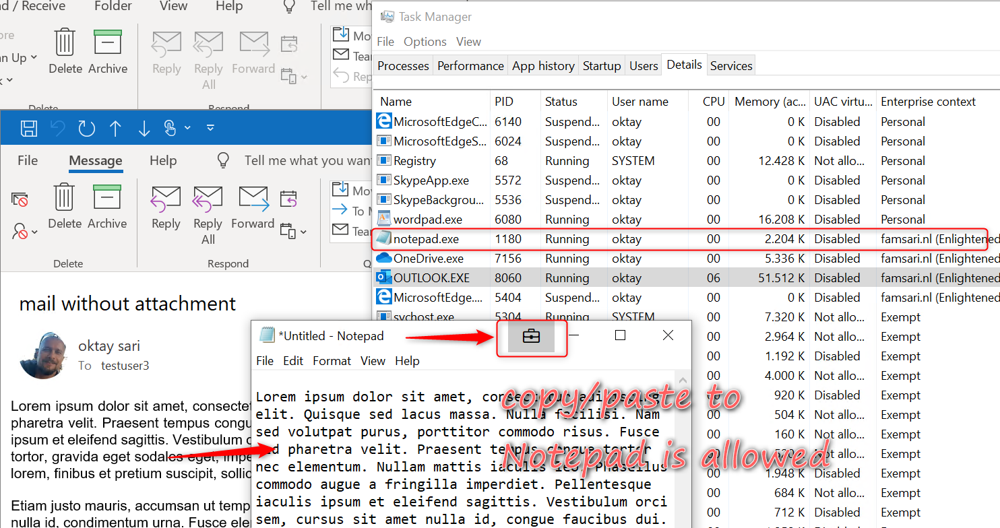 d / Receive Folder View Help Tell me
ore
n Up
Delete Archive
Reply Reply All Forward
Mo
Tear
Rep
Delete
Respond
File Message Help Tell me what you wan
Delete Archive
Reply Reply All Forward
Mo
To M
Tear
Delete Respond Q
mail without attachment
oktay sari
To testuser3
Lorem ipsum dolor sit amet, consectet
pharetra velit. Praesent tempus congu
ipsum et eleifend sagittis. Vestibulum
tortor, gravida eget sodales eget, impe
lorem, finibus et pretium suscipit, sollic
Etiam justo mauris, accumsan ut temp
nulla id, condimentum urna. Fusce ele
Task Manager
File Options View
Processes Performance App history Startup Users Details Services
Name PID Status User name CPU Memory (ac... UAC virtu... Enterprise context
MicrosoftEdgeC... 6140 Suspend... oktay 00 0 K Disabled Personal
MicrosoftEdgeS... 6024 Suspend... oktay 00 0 K Disabled Personal
Registry 68 Running SYSTEM 00 12.428 K Not allo... Personal
SkypeApp.exe 5572 Suspend... oktay 00 0 K Disabled Personal
SkypeBackgrou... 5536 Suspend... oktay 00 0 K Disabled Personal
wordpad.exe 6080 Running oktay 00 16.208 K Disabled Personal
notepad.exe 1180 Running oktay 00 2.204 K Disabled famsari.nl (Enlightened
OneDrive.exe 7156 Running oktay 00 5.336 K Disabled famsari.nl (Enlightened
OUTLOOK.EXE 8060 Running oktay 06 51.512 K Disabled famsari.nl (Enlightened
MicrosoftEdge.... 5404 Suspend... oktay 00 0 K Disabled famsari.nl (Enlightened
svchost.exe 5304 Running SYSTEM 00 7.320 K Not allo... Exempt
00 2.964 K Not allo... Exempt
00 1.192 K Disabled Exempt
00 4.000 K Not allo... Exempt
00 920 K Disabled Exempt
00 504 K Not allo... Exempt
00 160 K Not allo... Exempt
Not allo... Exempt
00 1.948 K Disabled Exempt
00 684 K Not allo... Exempt
00 712 K Disabled Exempt
*Untitled - Notepad
File Edit Format View Help
Lorem ipsum dolor sit amet, consectetur adipiscing
elit. Quisque sed lacus massa. Nulla facilisi. Nam
sed volutpat purus, porttitor commodo risus. Fusce
pharetra velit. Praesent tempus congue tortor
nec elementum. Nullam mattis iaculis leo. Phasellus
commodo augue a fringilla imperdiet. Pellentesque
iaculis ipsum et eleifend sagittis. Vestibulum orci
sem, cursus sit amet nulla id, congue faucibus dui.
copy/paste to
Notepad is allowed